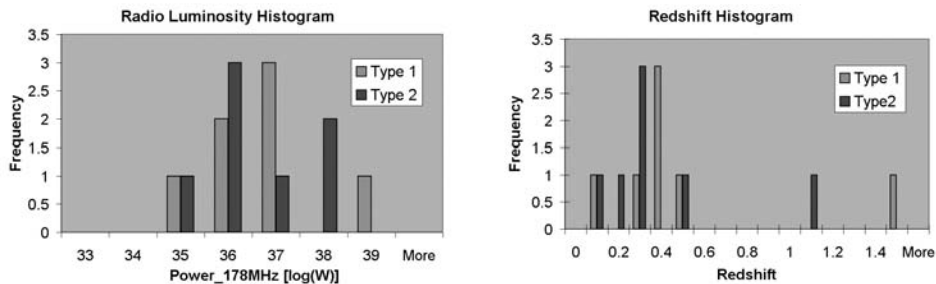 Radio Luminosity Histogram
3.5
3
2.5
2
1.5
1
0.5
0
Frequency
Type 1
Type 2
33 34 35 36 37 38 39 More
Power_178MHz [log(W)]
Redshift Histogram
3.5
3
2.5
2
1.5
1
0.5
0
Frequency
Type 1
Type2
0 0.2 0.4 0.6 0.8 1 1.2 1.4 More
Redshift